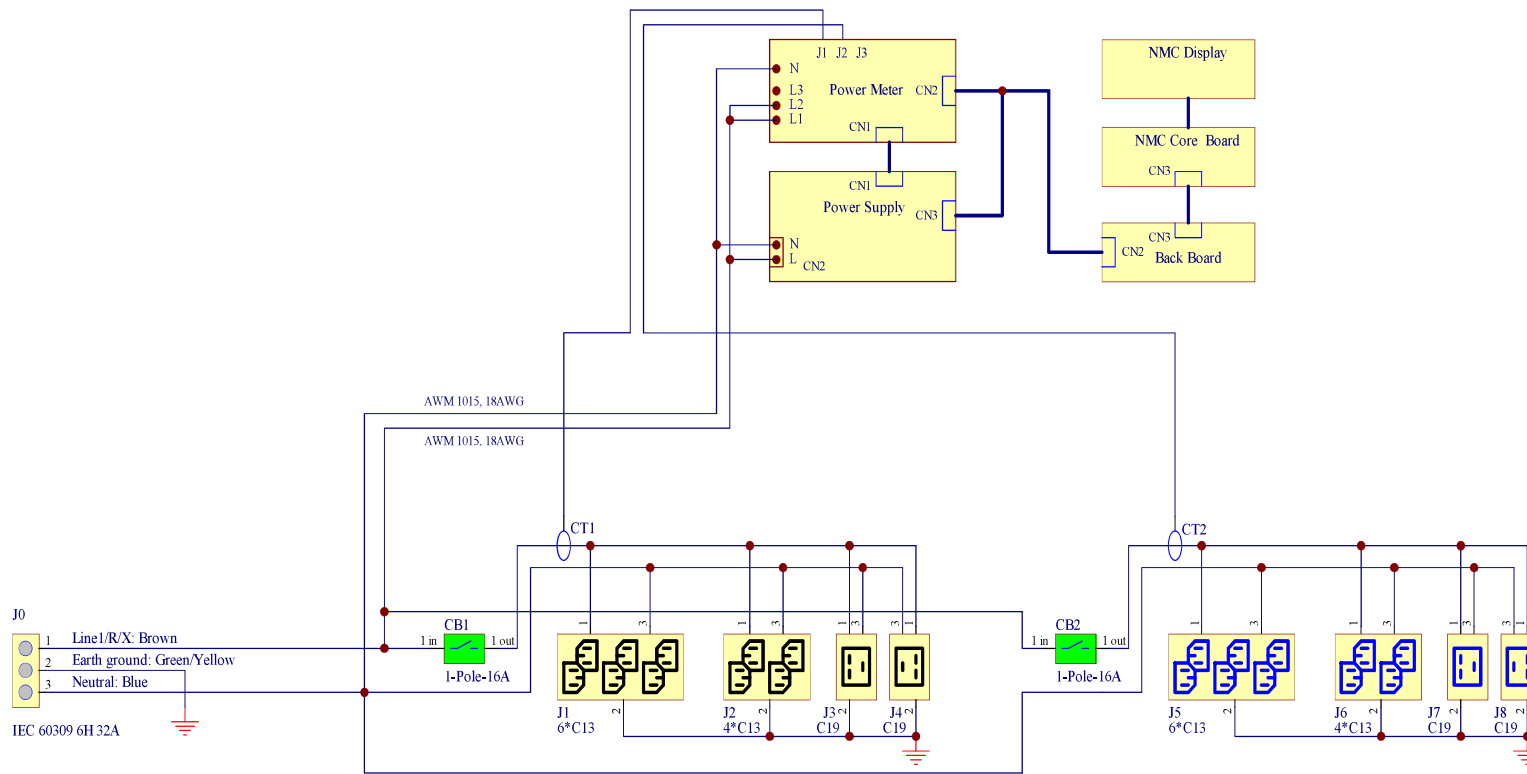 J1 J2 J3
N
L3
L2
L1
Power Meter
CN2
CN1
NMC Display
NMC Core Board
CN3
CN1
Power Supply
CN3
N
L
CN2
CN3
CN2
Back Board
AWM 1015, 18AWG
AWM 1015, 18AWG
CT1
CT2
J0
1
Line1/R/X: Brown
2
Earth ground: Green/Yellow
3
Neutral: Blue
IEC 60309 6H 32A
CB1
1 in
1 out
1-Pole-16A
1
3
1
3
1
3
3
1
CB2
1 in
1 out
1-Pole-16A
1
3
1
3
1
3
3
1
2
2
2
2
J1
6*C13
J2
4*C13
J3
C19
J4
C19
2
2
2
2
J5
6*C13
J6
4*C13
J7
C19
J8
C19